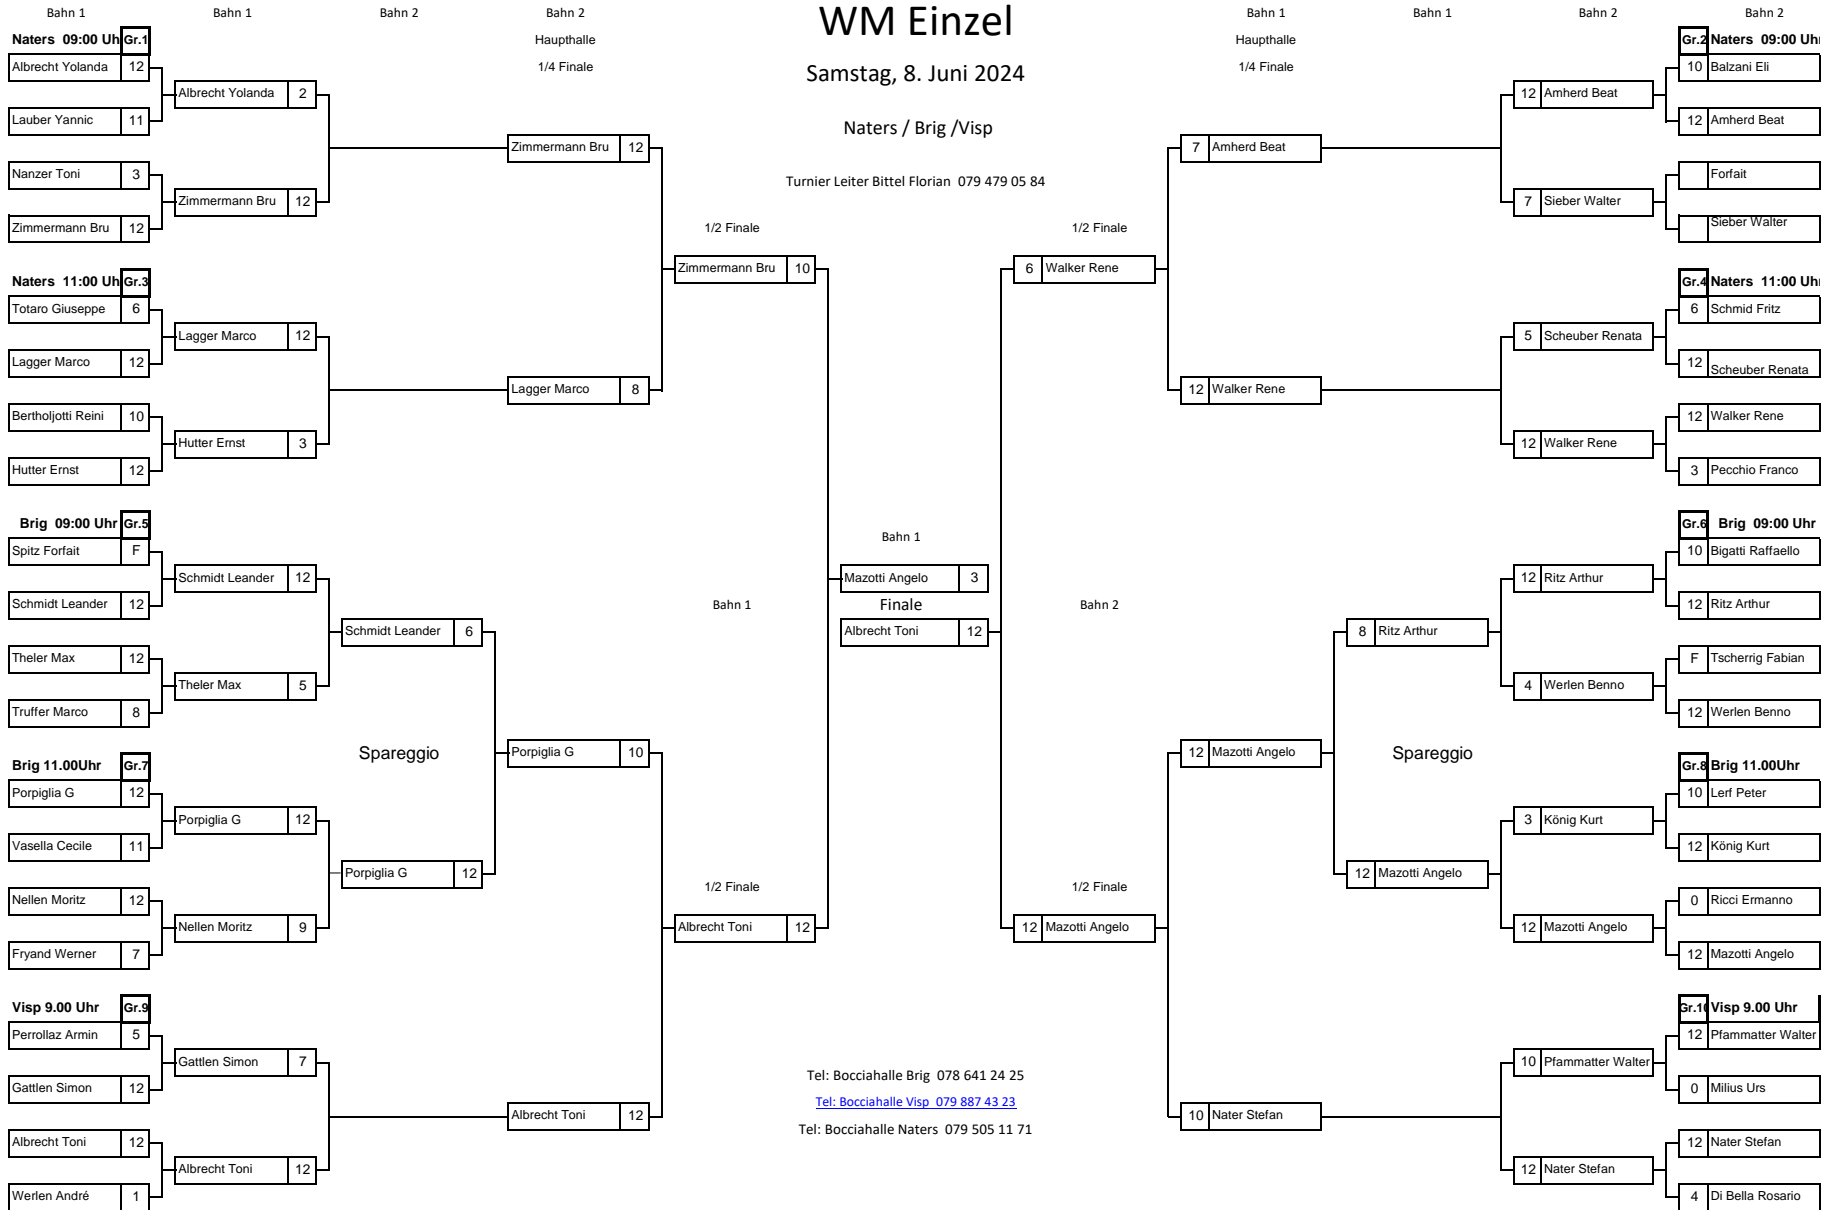 Bahn 1
Bahn 1
Bahn 2
Bahn 2
WM Einzel
Bahn 1
Bahn 1
Bahn 2
Bahn 2
Naters 09:00 Uh
Gr.1
Haupthalle
Haupthalle
Gr.2
Naters 09:00 Uh
Albrecht Yolanda 12
1/4 Finale
Samstag, 8. Juni 2024
1/4 Finale
10 Balzani Eli
Albrecht Yolanda 2
12 Amherd Beat
Lauber Yannic 11
Naters / Brig /Visp
12 Amherd Beat
Zimmermann Bru 12
7 Amherd Beat
Nanzer Toni 3
Turnier Leiter Bittel Florian 079 479 05 84
Forfait
Zimmermann Bru 12
7 Sieber Walter
Zimmermann Bru 12
1/2 Finale
1/2 Finale
Sieber Walter
Zimmermann Bru 10
6 Walker Rene
Naters 11:00 Uh
Gr.3
Gr.4
Naters 11:00 Uh
Totaro Giuseppe 6
6 Schmid Fritz
Lagger Marco 12
5 Scheuber Renata
Lagger Marco 12
12 Scheuber Renata
Lagger Marco 8
12 Walker Rene
Bertholjotti Reini 10
12 Walker Rene
Hutter Ernst 3
12 Walker Rene
Hutter Ernst 12
3 Pecchio Franco
Brig 09:00 Uhr
Gr.5
Gr.6
Brig 09:00 Uhr
Spitz Forfait F
Bahn 1
10 Bigatti Raffaello
Schmidt Leander 12
Mazotti Angelo 3
12 Ritz Arthur
Schmidt Leander 12
Bahn 1
Finale
Bahn 2
12 Ritz Arthur
Schmidt Leander 6
Albrecht Toni 12
8 Ritz Arthur
Theler Max 12
F Tscherrig Fabian
Theler Max 5
4 Werlen Benno
Truffer Marco 8
12 Werlen Benno
Spareggio
Porpiglia G 10
12 Mazotti Angelo
Spareggio
Brig 11.00Uhr
Gr.7
Gr.8
Brig 11.00Uhr
Porpiglia G 12
10 Lerf Peter
Porpiglia G 12
3 König Kurt
Vasella Cecile 11
12 König Kurt
Porpiglia G 12
12 Mazotti Angelo
Nellen Moritz 12
1/2 Finale
1/2 Finale
0 Ricci Ermanno
Nellen Moritz 9
Albrecht Toni 12
12 Mazotti Angelo
12 Mazotti Angelo
Fryand Werner 7
12 Mazotti Angelo
Visp 9.00 Uhr
Gr.9
Gr.10
Visp 9.00 Uhr
Perrollaz Armin 5
12 Pfammatter Walter
Gattlen Simon 7
10 Pfammatter Walter
Gattlen Simon 12
Tel: Bocciahalle Brig 078 641 24 25
0 Milius Urs
Tel: Bocciahalle Visp 079 887 43 23
Albrecht Toni 12
10 Nater Stefan
Tel: Bocciahalle Naters 079 505 11 71
Albrecht Toni 12
12 Nater Stefan
Albrecht Toni 12
12 Nater Stefan
Werlen André 1
4 Di Bella Rosario